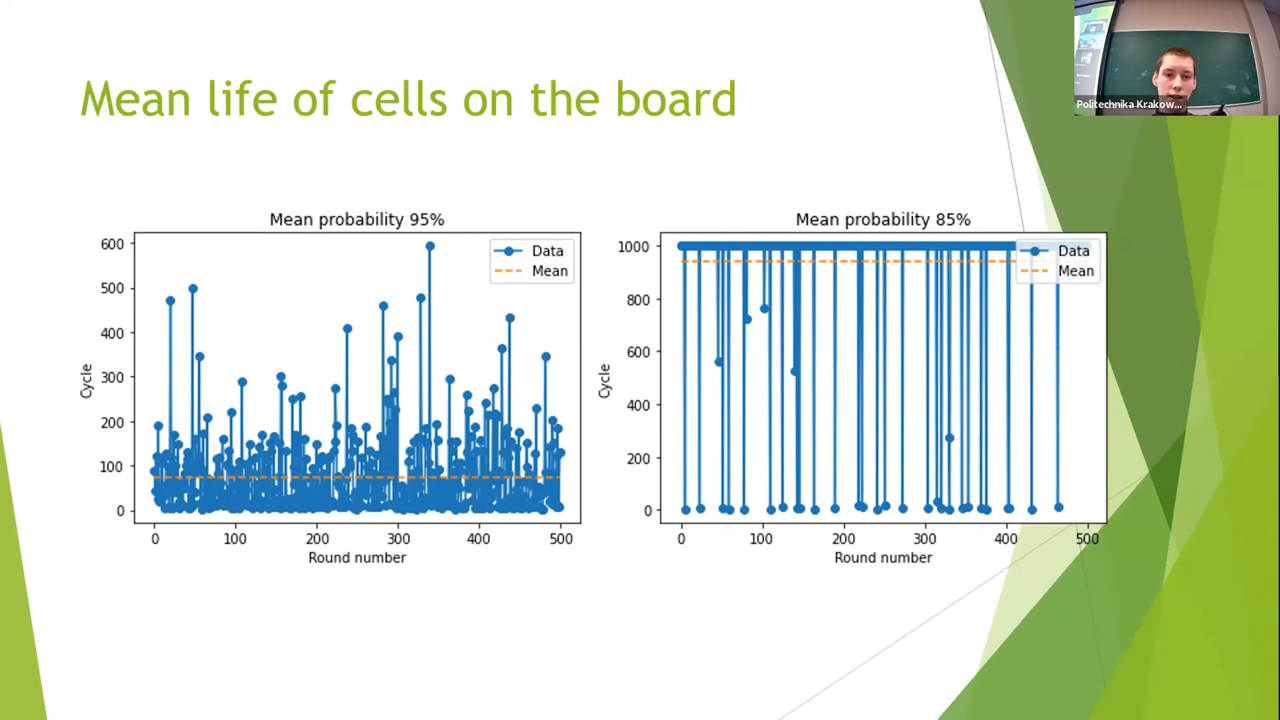 Mean life of cells on the board
Politechnika Krakow...
Mean probability 95%
600
500
400
300
200
100
0
Cycle
Data
Mean
0 100 200 300 400 500
Round number
Mean probability 85%
1000
800
600
400
200
0
Cycle
Data
Mean
0 100 200 300 400 500
Round number